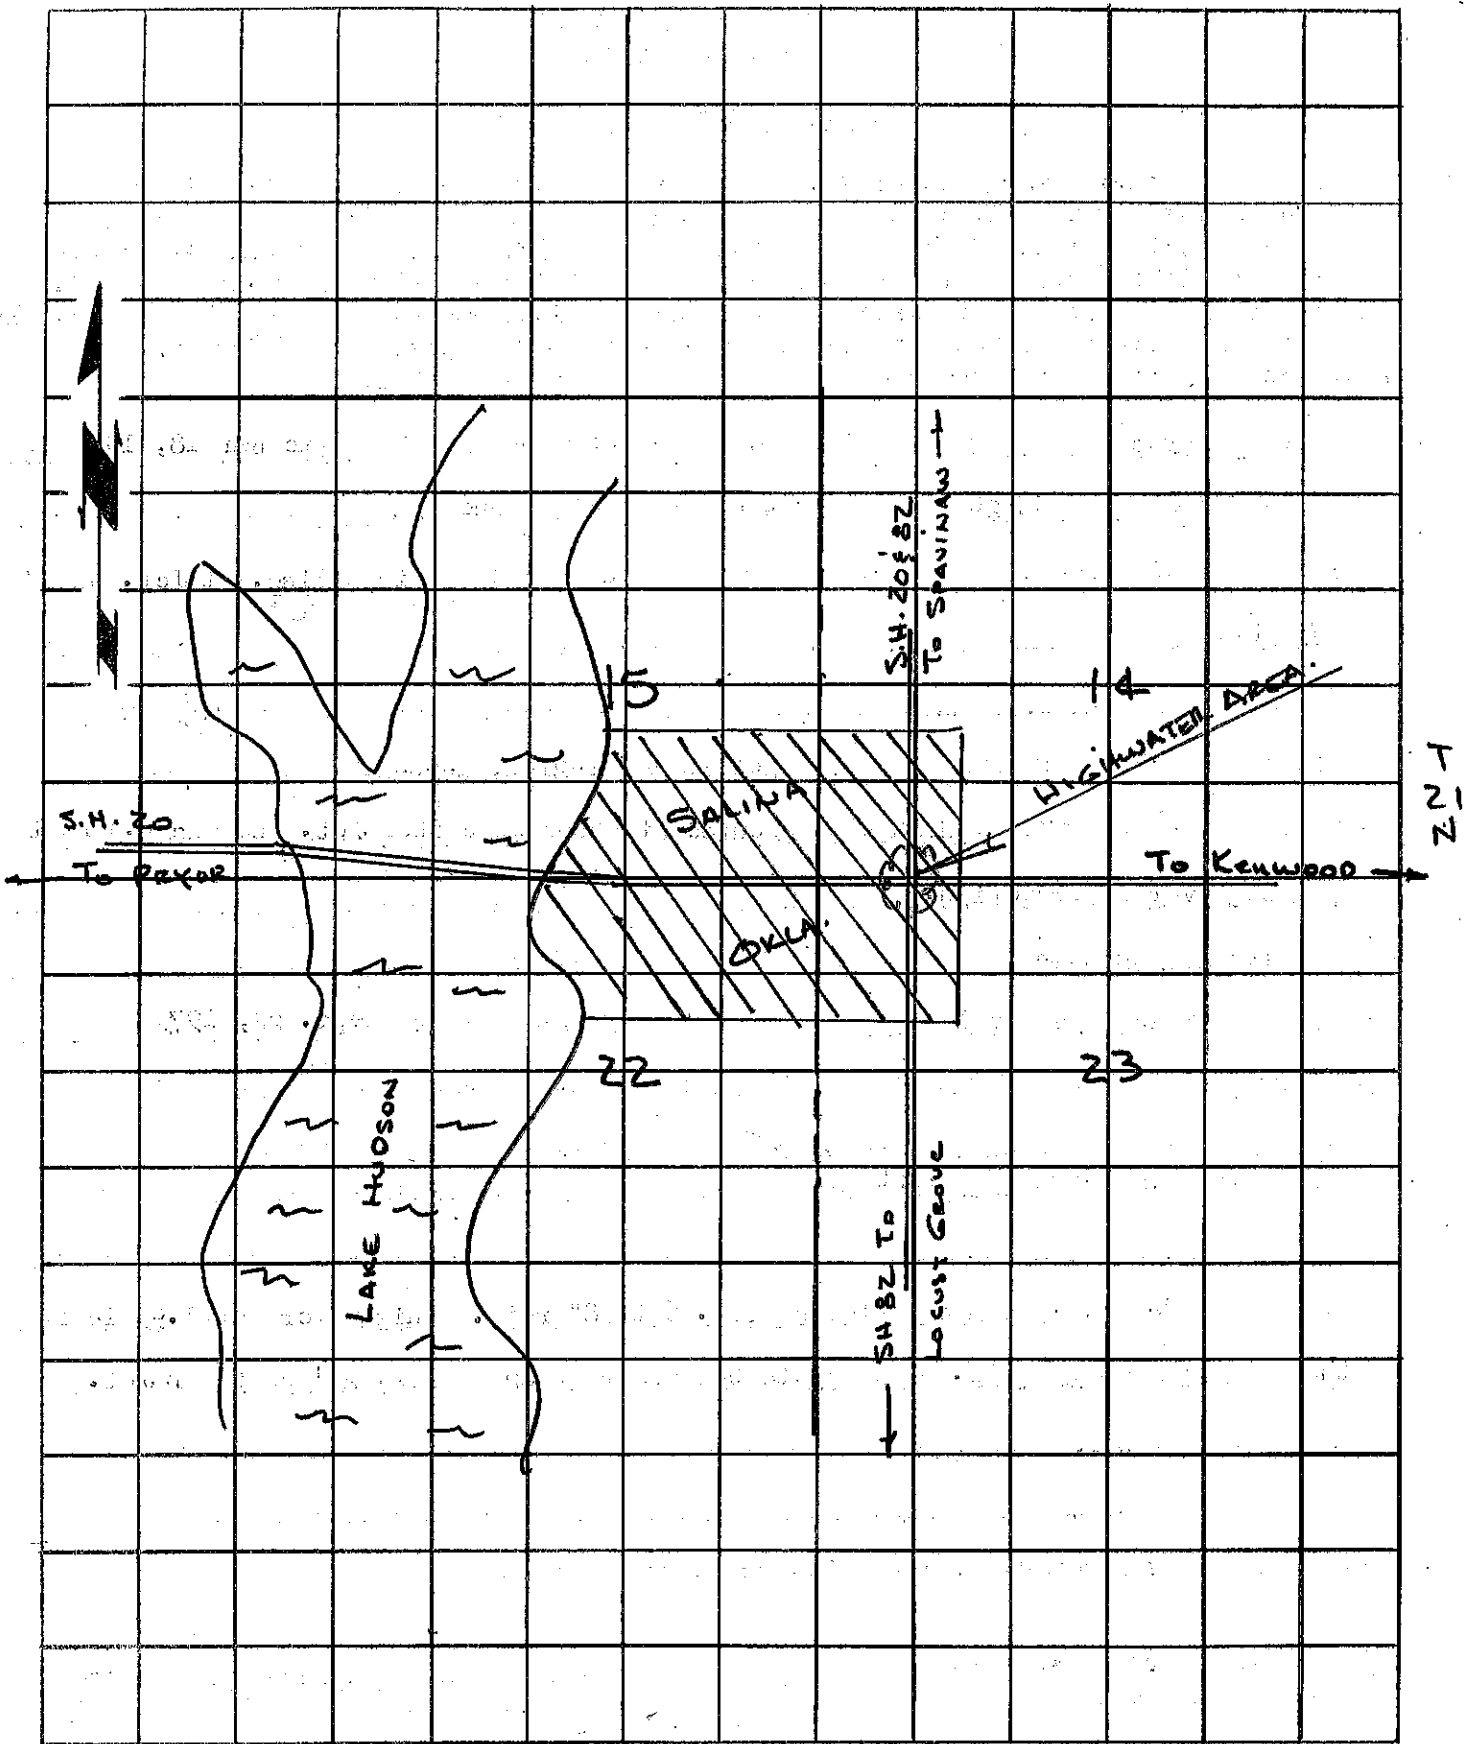 S.H. 20 & 82
To SPAVINAW
15
14
HIGHWATER AREA.
T
21
N
SALINA
S.H. 20
To PRYOR
To KENWOOD
OKLA.
22
23
LAKE HUDSON
SH 82 To
LOCUST GROVE